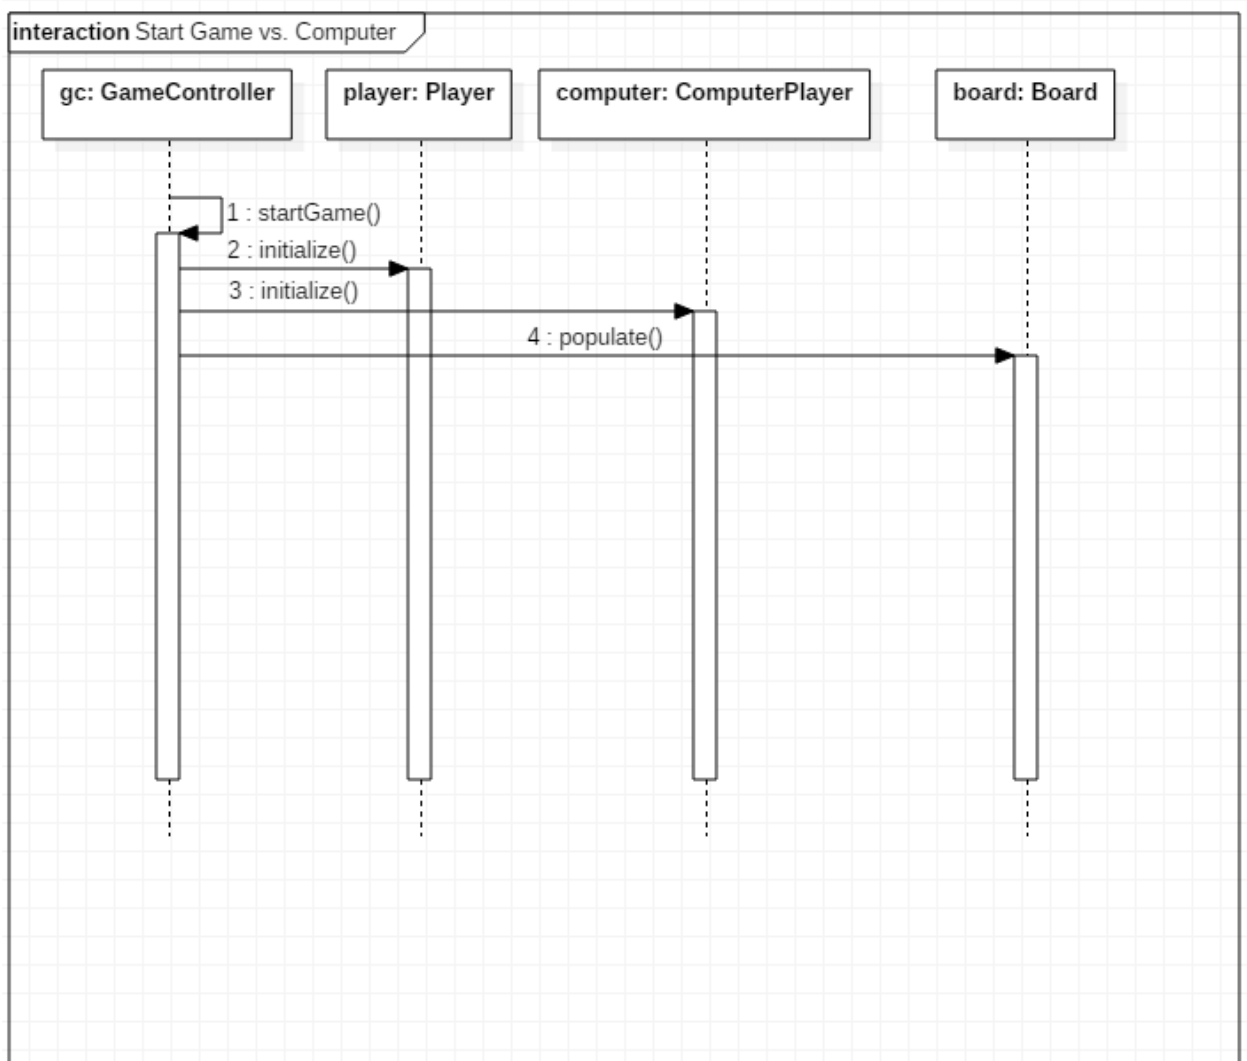 interaction Start Game vs. Computer
gc: GameController
player: Player
computer: ComputerPlayer
board: Board
1 : startGame()
2 : initialize()
3 : initialize()
4 : populate()